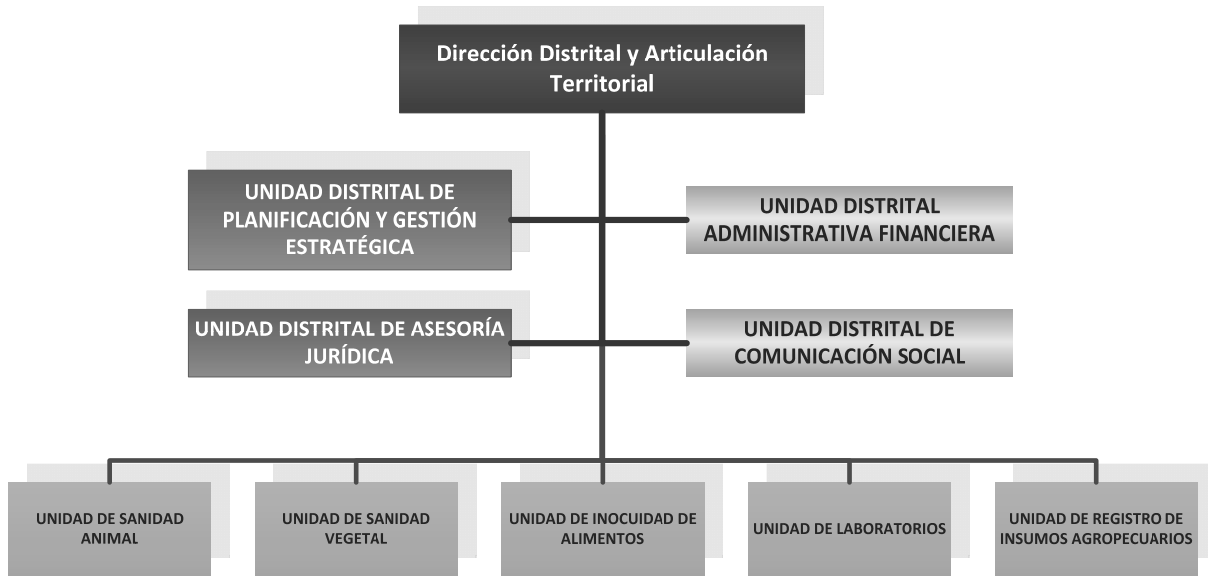 Dirección Distrital y Articulación
Territorial
UNIDAD DISTRITAL DE
PLANIFICACIÓN Y GESTIÓN
ESTRATÉGICA
UNIDAD DISTRITAL
ADMINISTRATIVA FINANCIERA
UNIDAD DISTRITAL DE ASESORÍA
JURÍDICA
UNIDAD DISTRITAL DE
COMUNICACIÓN SOCIAL
UNIDAD DE SANIDAD
ANIMAL
UNIDAD DE SANIDAD
VEGETAL
UNIDAD DE INOCUIDAD DE
ALIMENTOS
UNIDAD DE LABORATORIOS
UNIDAD DE REGISTRO DE
INSUMOS AGROPECUARIOS